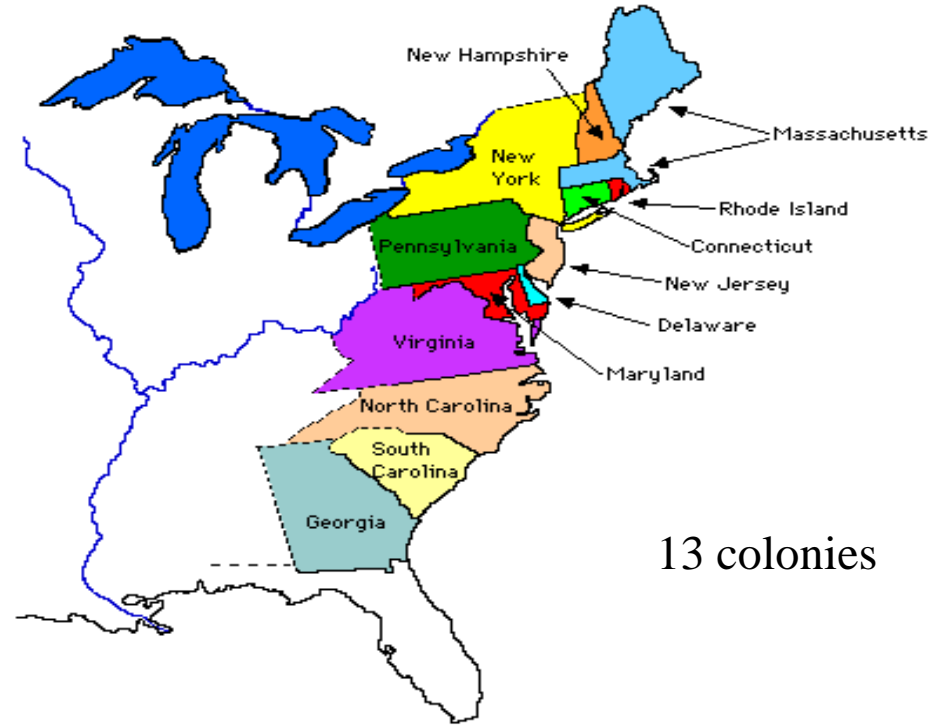 New Hampshire
Massachusetts
New
York
Rhode Island
Connecticut
Pennsylvania
New Jersey
Delaware
Virginia
Maryland
North Carolina
South
Carolina
Georgia
13 colonies